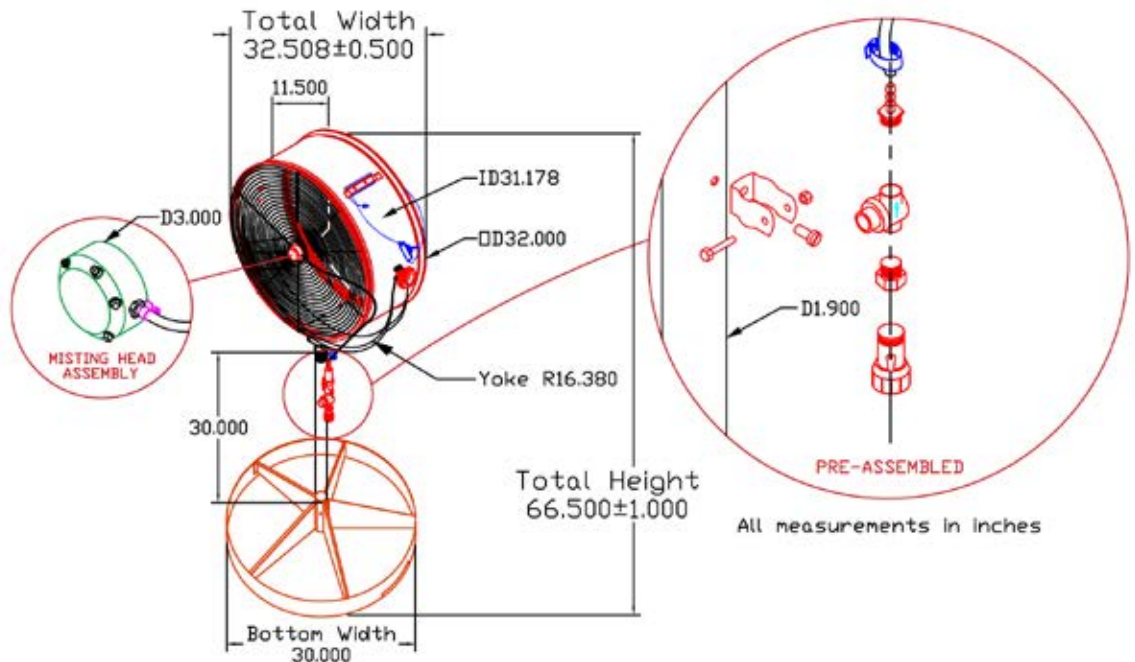 Total Width
32.508±0.500
11.500
ID31.178
D3.000
□D32.000
MISTING HEAD
ASSEMBLY
D1.900
Yoke R16.380
30.000
PRE-ASSEMBLED
Total Height
66.500±1.000
All measurements in inches
Bottom Width
30.000